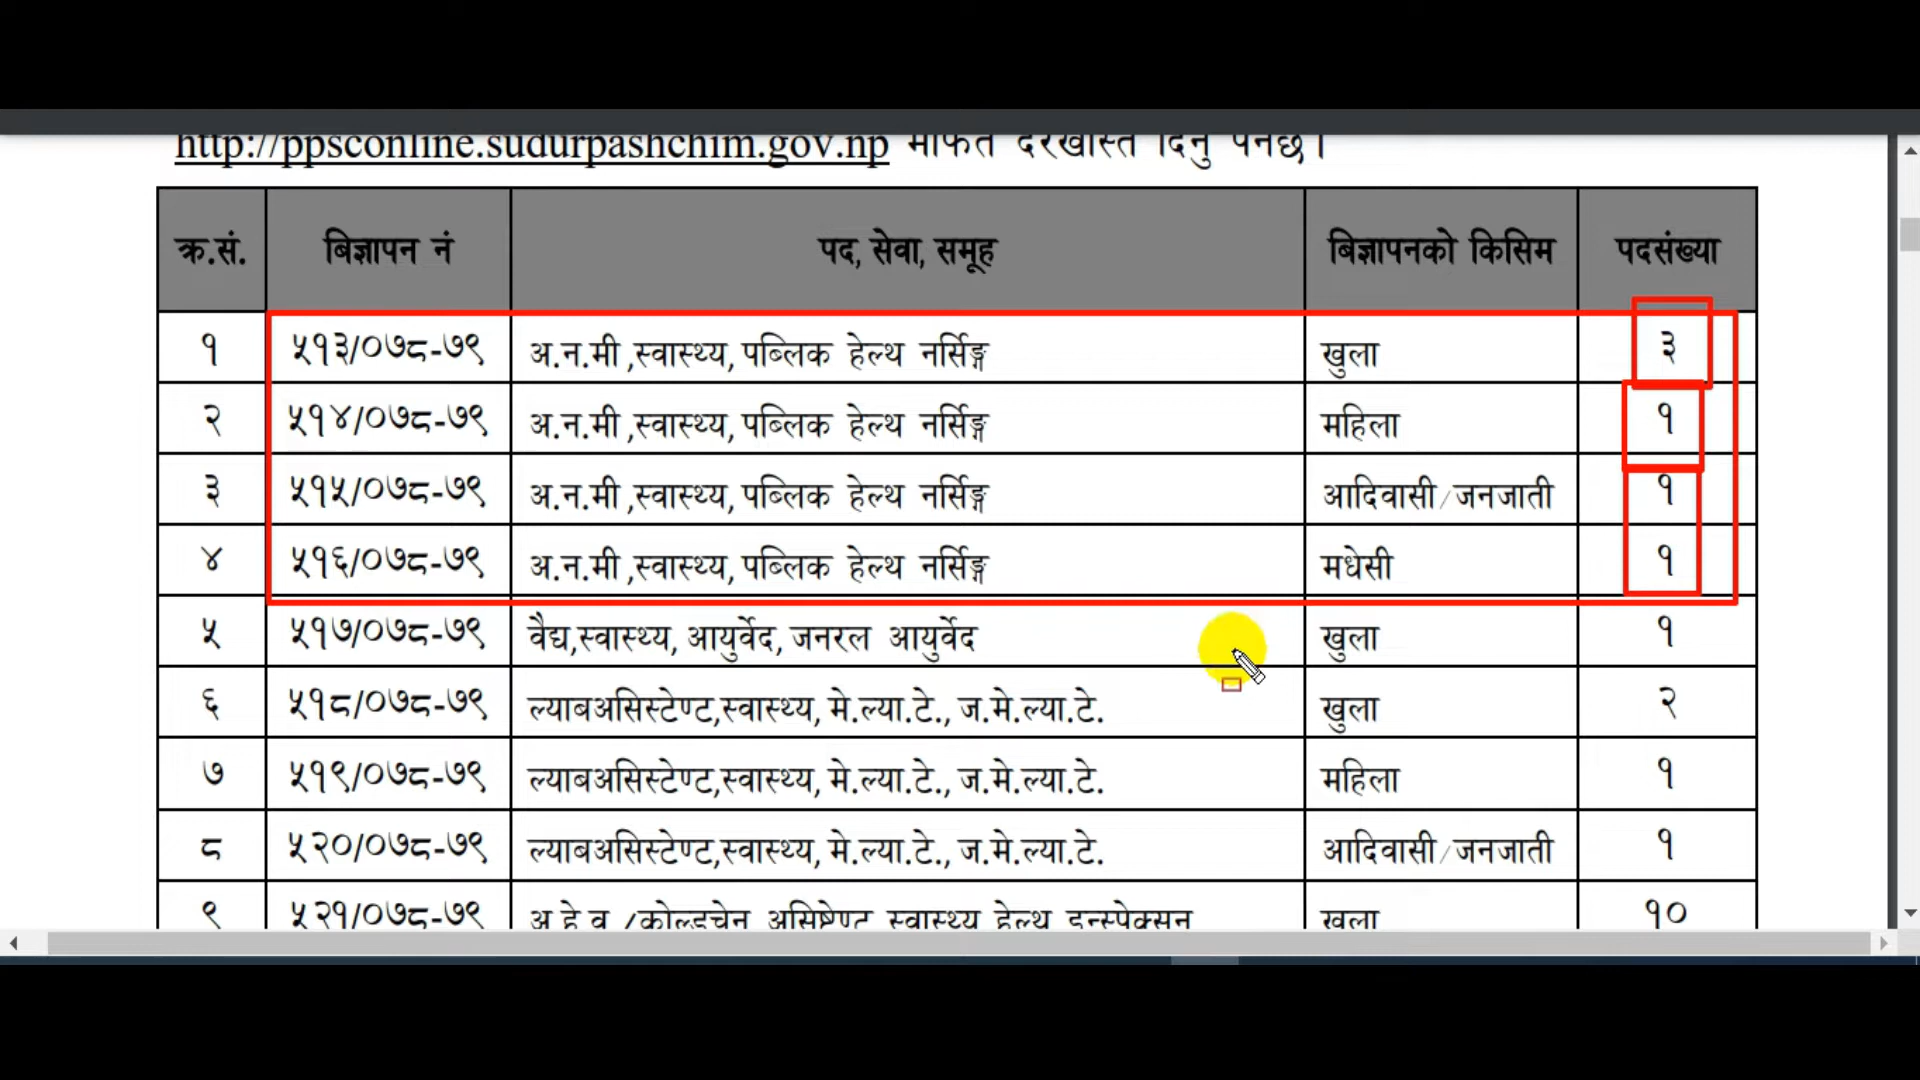 http://ppsconline.sudurpashchim.gov.np मार्फत दरखास्त दिनु पर्नेछ।
क्र.सं. बिज्ञापन नं पद, सेवा, समूह बिज्ञापनको किसिम पदसंख्या
१ ५१३/०७८-७९ अ.न.मी ,स्वास्थ्य, पब्लिक हेल्थ नर्सिङ्ग खुला ३
२ ५१४/०७८-७९ अ.न.मी ,स्वास्थ्य, पब्लिक हेल्थ नर्सिङ्ग महिला १
३ ५१५/०७८-७९ अ.न.मी ,स्वास्थ्य, पब्लिक हेल्थ नर्सिङ्ग आदिवासी/जनजाती १
४ ५१६/०७८-७९ अ.न.मी ,स्वास्थ्य, पब्लिक हेल्थ नर्सिङ्ग मधेसी १
५ ५१७/०७८-७९ वैद्य,स्वास्थ्य, आयुर्वेद, जनरल आयुर्वेद खुला १
६ ५१८/०७८-७९ ल्याबअसिस्टेण्ट,स्वास्थ्य, मे.ल्या.टे., ज.मे.ल्या.टे. खुला २
७ ५१९/०७८-७९ ल्याबअसिस्टेण्ट,स्वास्थ्य, मे.ल्या.टे., ज.मे.ल्या.टे. महिला १
८ ५२०/०७८-७९ ल्याबअसिस्टेण्ट,स्वास्थ्य, मे.ल्या.टे., ज.मे.ल्या.टे. आदिवासी/जनजाती १
९ ५२१/०७८-७९ अ.हे.व./कोल्डचेन असिष्टेण्ट, स्वास्थ्य, हेल्थ इन्स्पेक्सन खुला १०